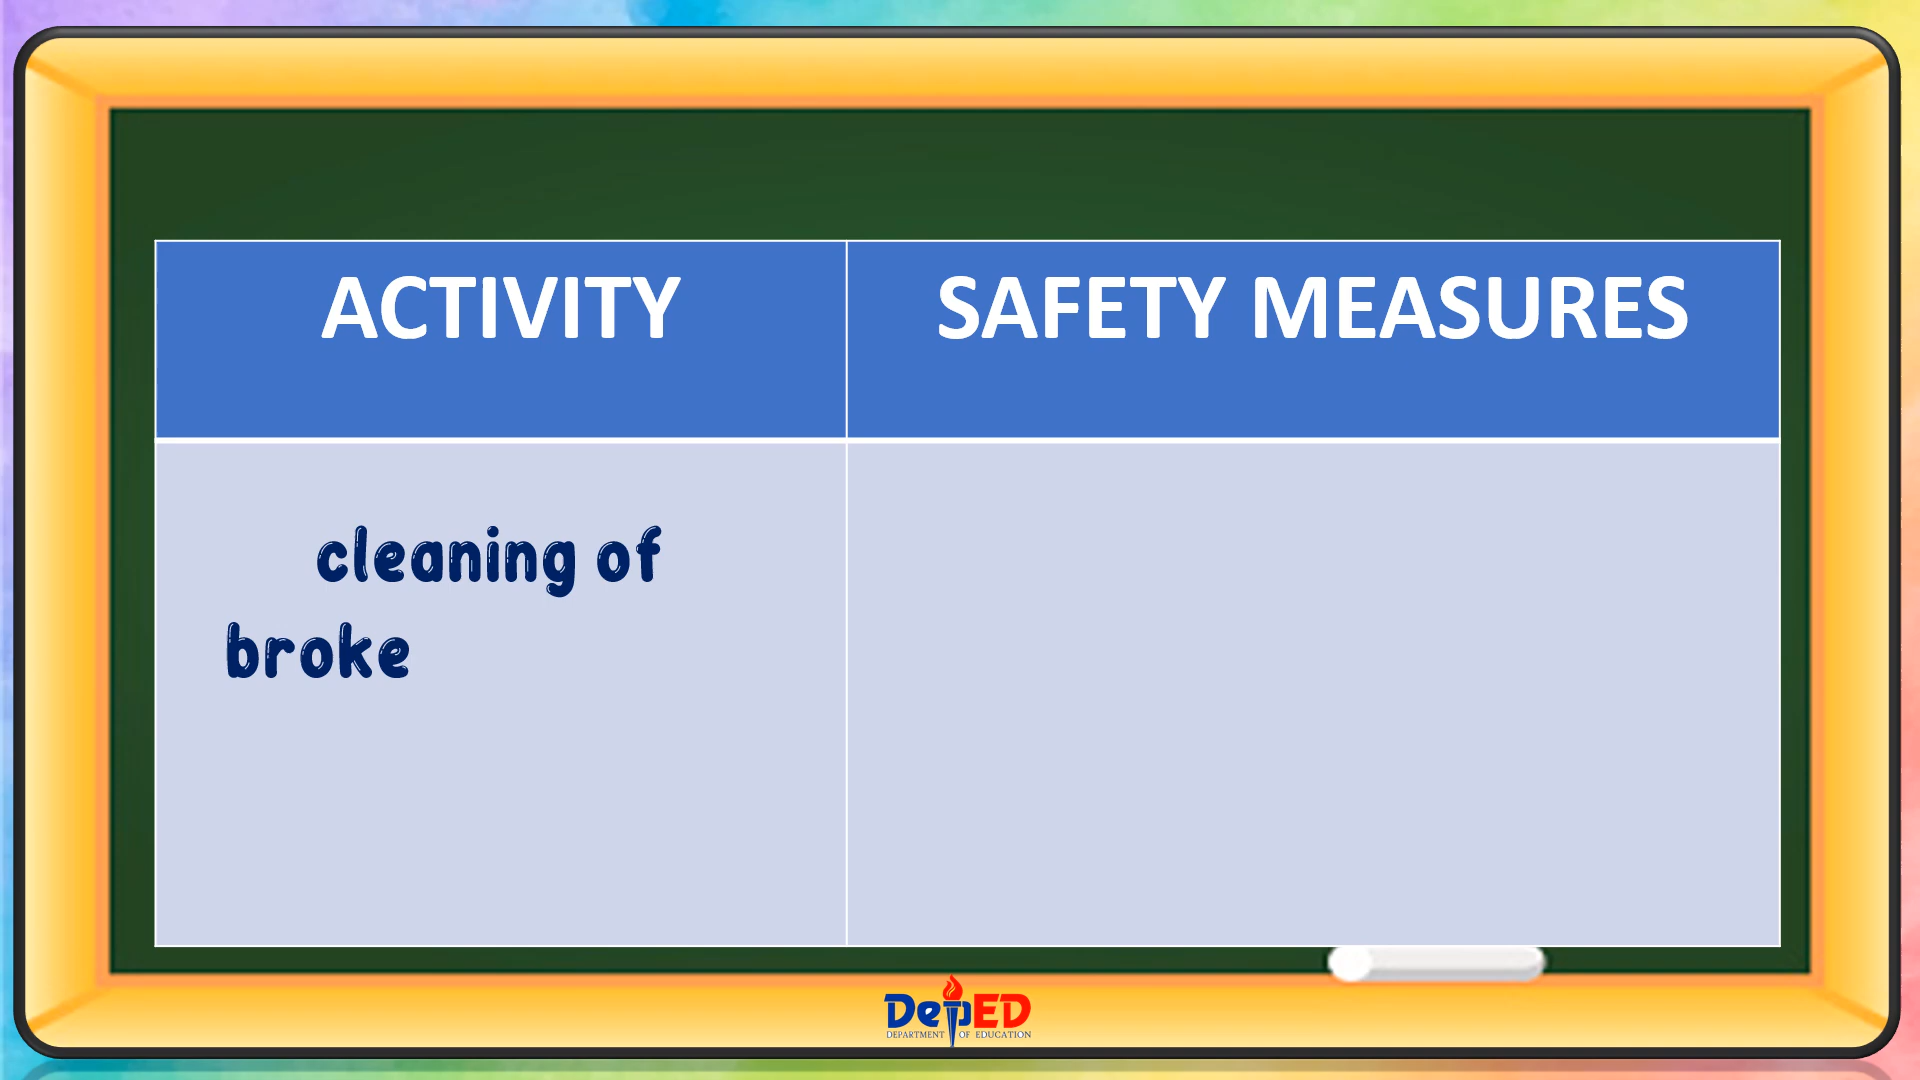 ACTIVITY
SAFETY MEASURES
cleaning of
broke
DepED
DEPARTMENT OF EDUCATION